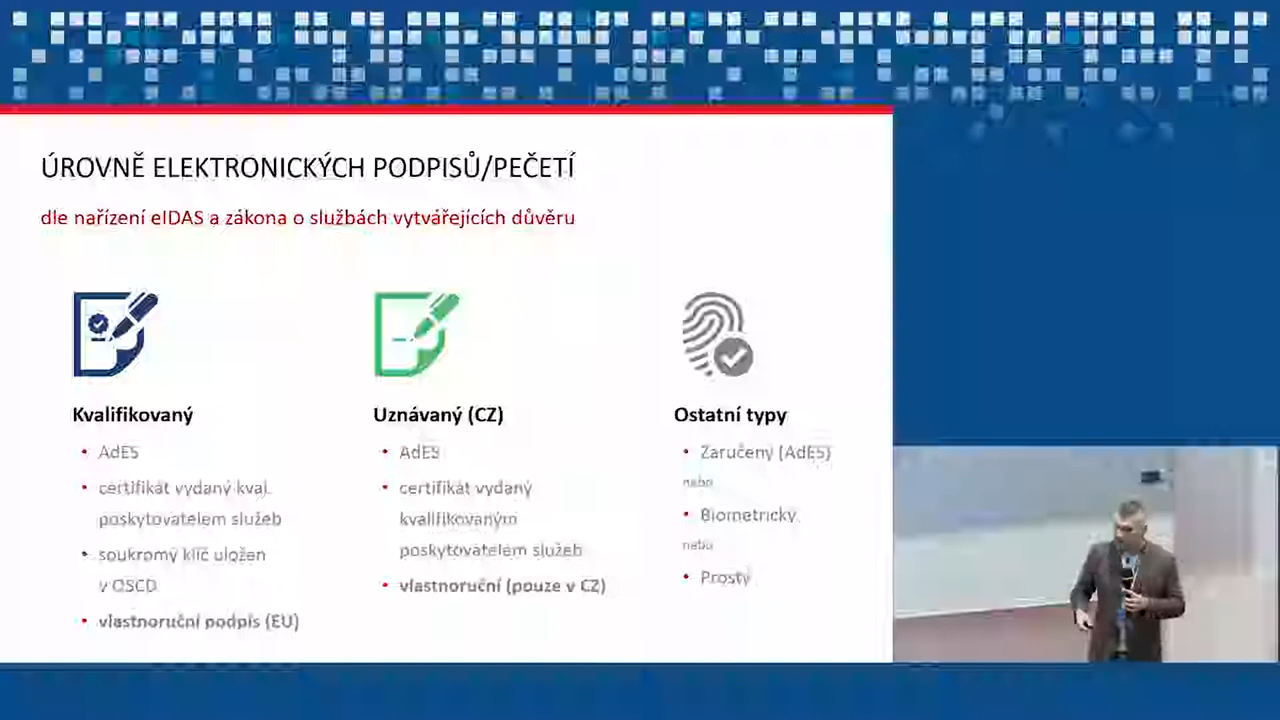 ÚROVNĚ ELEKTRONICKÝCH PODPISŮ/PEČETÍ
dle nařízení eIDAS a zákona o službách vytvářejících důvěru
Kvalifikovaný
• AdES
• certifikát vydaný kval.
poskytovatelem služeb
• soukromý klíč uložen
v QSCD
• vlastnoruční podpis (EU)
Uznávaný (CZ)
• AdES
• certifikát vydaný
kvalifikovaným
poskytovatelem služeb
• vlastnoruční (pouze v CZ)
Ostatní typy
• Zaručený (AdES)
nebo
• Biometrický
nebo
• Prostý